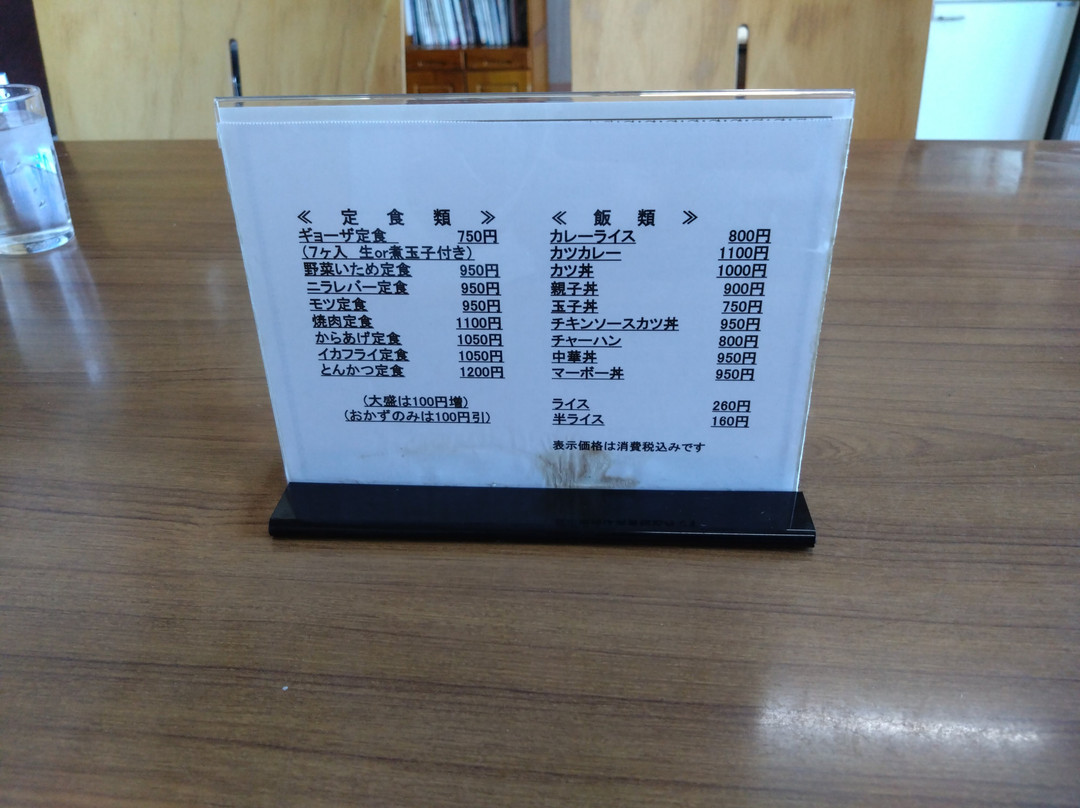 ≪ 定 食 類 ≫
ギョーザ定食 750円
(7ヶ入 生or煮玉子付き)
野菜いため定食 950円
ニラレバー定食 950円
モツ定食 950円
焼肉定食 1100円
からあげ定食 1050円
イカフライ定食 1050円
とんかつ定食 1200円
(大盛は100円増)
(おかずのみは100円引)
≪ 飯 類 ≫
カレーライス 800円
カツカレー 1100円
カツ丼 1000円
親子丼 900円
玉子丼 750円
チキンソースカツ丼 950円
チャーハン 800円
中華丼 950円
マーボー丼 950円
ライス 260円
半ライス 160円
表示価格は消費税込みです